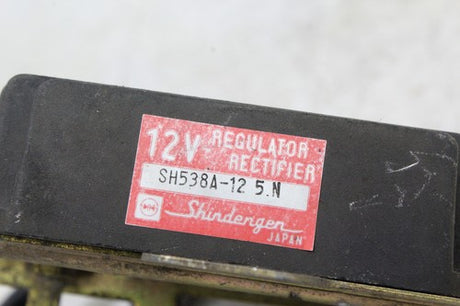 12V REGULATOR
RECTIFIER
SH538A-12 5.N
Shindengen
JAPAN